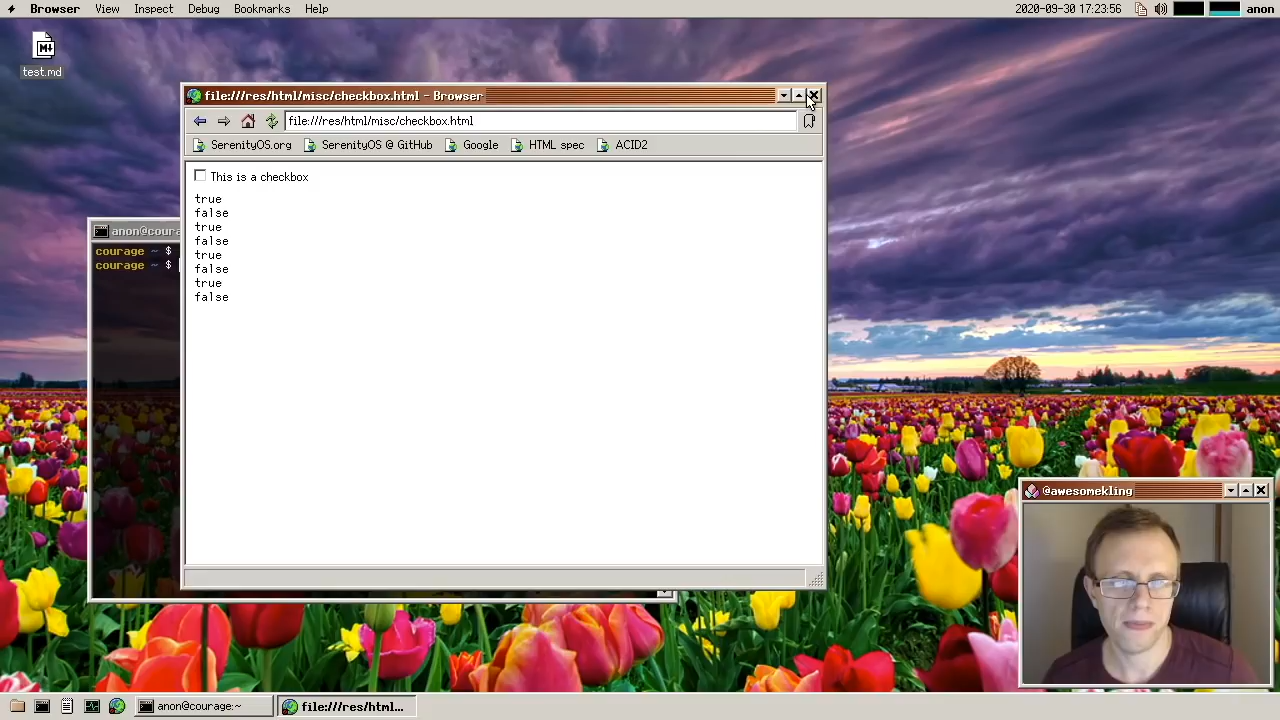 Browser View Inspect Debug Bookmarks Help 2020-09-30 17:23:56 anon
M↓
test.md
file:///res/html/misc/checkbox.html - Browser
file:///res/html/misc/checkbox.html
SerenityOS.org SerenityOS @ GitHub Google HTML spec ACID2
This is a checkbox
true
false
true
false
true
false
true
false
anon@coura
courage ~ $
courage ~ $
@awesomekling
anon@courage:~ file:///res/html...